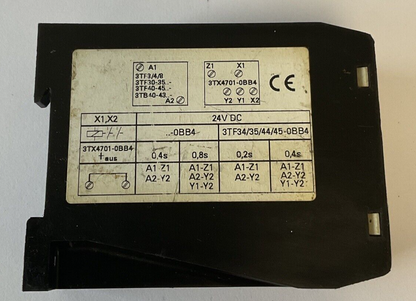 A1
3TF3/4/8
3TF30-35..-
3TF40-45..-
3TB40-43..-
A2
Z1 X1
3TX4701-0BB4
Y2 Y1 X2
CE
X1,X2 24V DC
..-0BB4 3TF34/35/44/45-0BB4
3TX4701-0BB4
taus 0,4s 0,8s 0,2s 0,4s
A1-Z1 A1-Z1 A1-Z1 A1-Z1
A2-Y2 A2-Y2 A2-Y2 A2-Y2
Y1-Y2 Y1-Y2